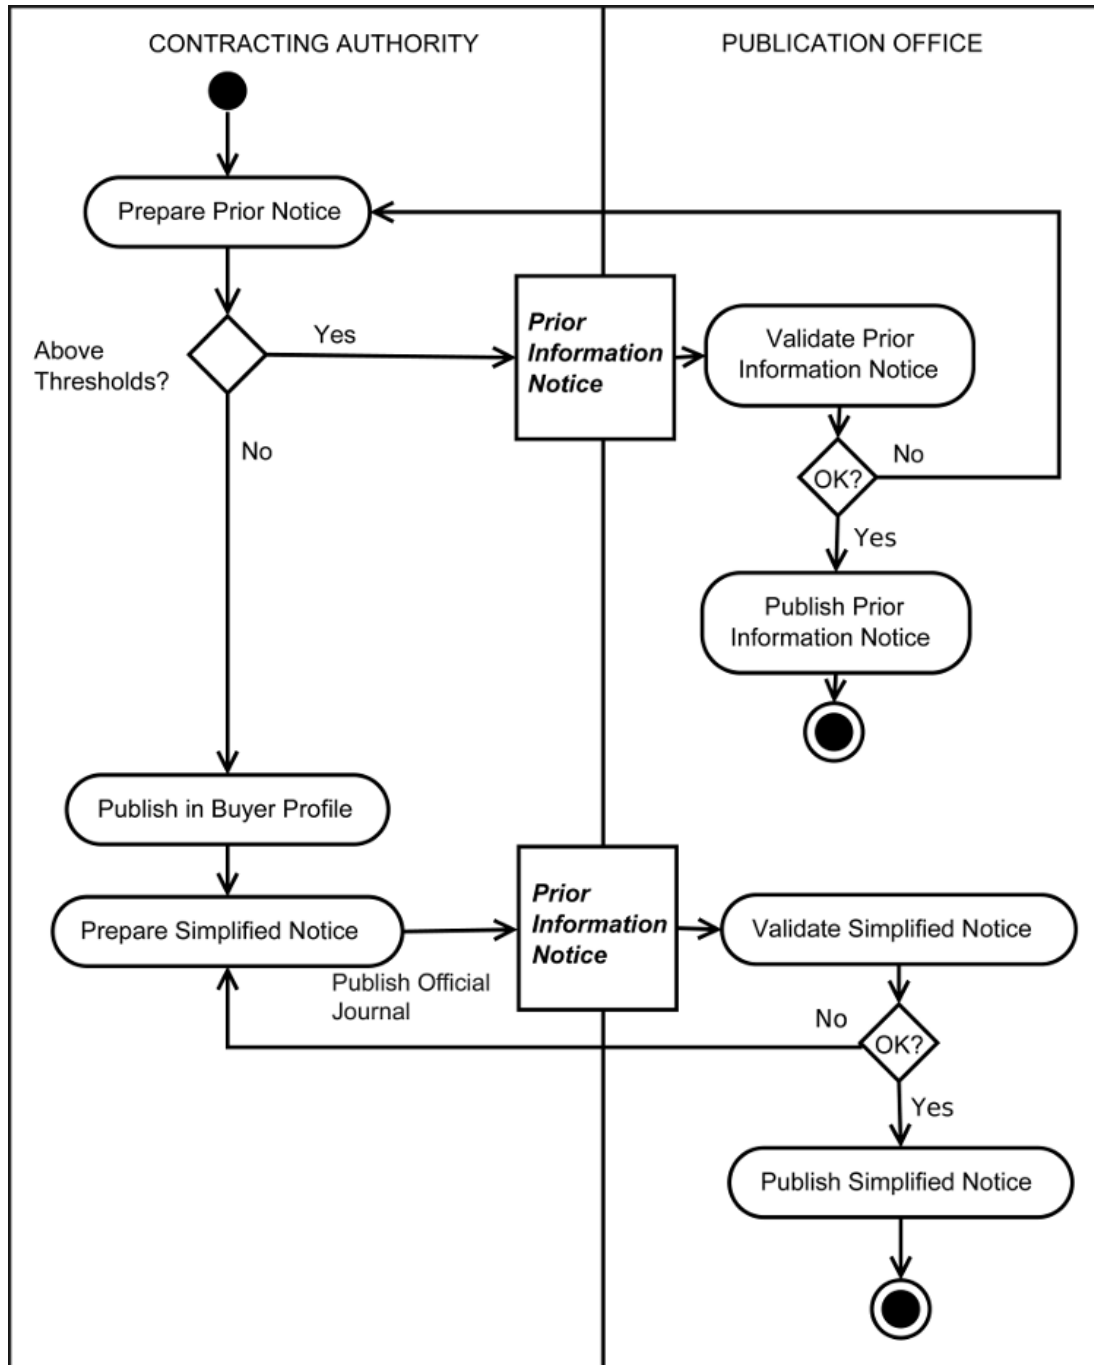 CONTRACTING AUTHORITY
PUBLICATION OFFICE
Prepare Prior Notice
Above
Thresholds?
Yes
Prior
Information
Notice
Validate Prior
Information Notice
No
OK?
No
Yes
Publish Prior
Information Notice
Publish in Buyer Profile
Prepare Simplified Notice
Publish Official
Journal
Prior
Information
Notice
Validate Simplified Notice
No
OK?
Yes
Publish Simplified Notice